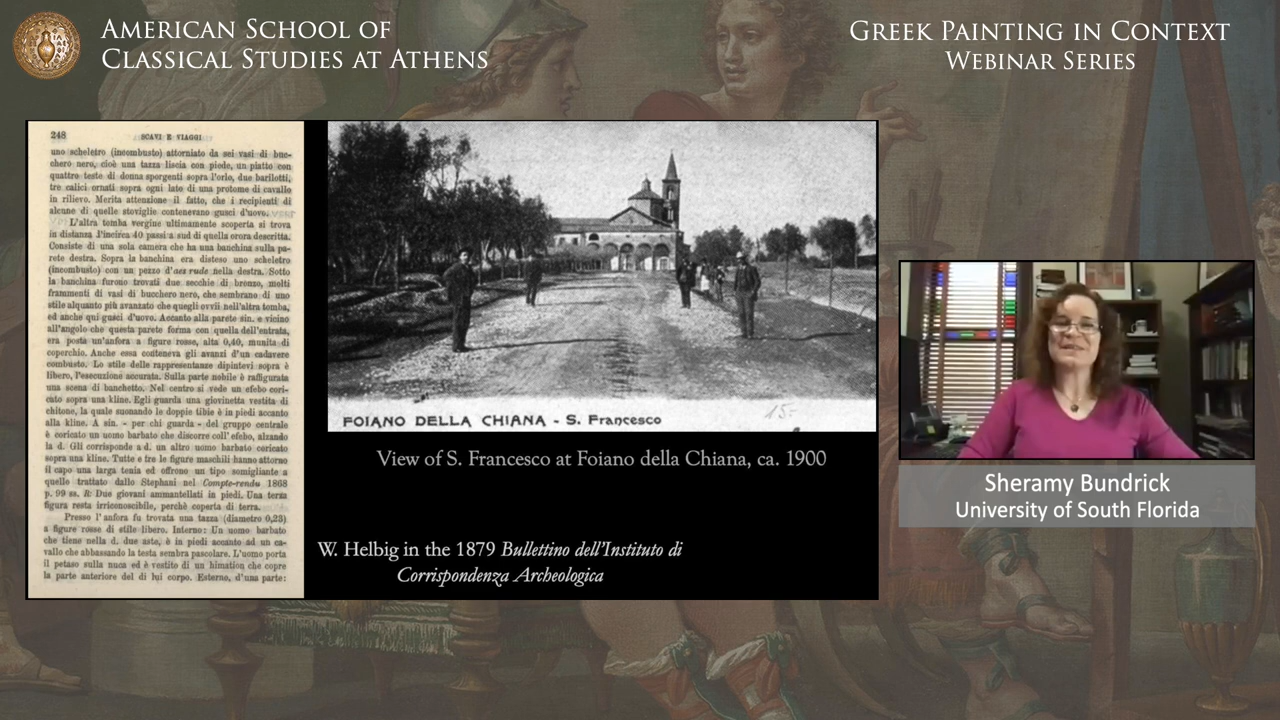 AMERICAN SCHOOL OF
CLASSICAL STUDIES AT ATHENS
GREEK PAINTING IN CONTEXT
WEBINAR SERIES
248 SCAVI E VIAGGI
uno scheletro (incombusto) attorniato da sei vasi di buc-
chero nero, cioè una tazza liscia con piede, un piatto con
quattro teste di donna sporgenti sopra l'orlo, due barilotti,
tre calici ornati sopra ogni lato di una protome di cavallo
in rilievo. Merita attenzione il fatto, che i recipienti di
alcune di quelle stoviglie contenevano gusci d'uovo.
L'altra tomba vergine ultimamente scoperta si trova
in distanza d'incirca 40 passi a sud di quella orora descritta.
Consiste di una sola camera che ha una banchina sulla pa-
rete destra. Sopra la banchina era disteso uno scheletro
(incombusto) con un pezzo d'aes rude nella destra. Sotto
la banchina furono trovati due secchie di bronzo, molti
frammenti di vasi di bucchero nero, che sembrano di uno
stile alquanto più avanzato che quegli ovvii nell'altra tomba,
ed anche qui gusci d'uovo. Accanto alla parete sin. e vicino
all'angolo che questa parete forma con quella dell'entrata,
era posta un'anfora a figure rosse, alta 0,40, munita di
coperchio. Anche essa conteneva gli avanzi d'un cadavere
combusto. Lo stile delle rappresentanze dipintevi sopra è
libero, l'esecuzione accurata. Sulla parte nobile è raffigurata
una scena di banchetto. Nel centro si vede un efebo cori-
cato sopra una kline. Egli guarda una giovinetta vestita di
chitone, la quale suonando le doppie tibie è in piedi accanto
alla kline. A sin. - per chi guarda - del gruppo centrale
è coricato un uomo barbato che discorre coll'efebo, alzando
la d. Gli corrisponde a d. un altro uomo barbato coricato
sopra una kline. Tutte e tre le figure maschili hanno attorno
il capo una larga tenia ed offrono un tipo somigliante a
quello trattato dallo Stephani nel Compte-rendu 1868
p. 99 ss. R: Due giovani ammantellati in piedi. Una terza
figura resta irriconoscibile, perchè coperta di terra.
Presso l'anfora fu trovata una tazza (diametro 0,23)
a figure rosse di stile libero. Interno: Un uomo barbato
che tiene nella d. due aste, è in piedi accanto ad un ca-
vallo che abbassando la testa sembra pascolare. L'uomo porta
il petaso sulla nuca ed è vestito di un himation che copre
la parte anteriore del di lui corpo. Esterno, d'una parte:
FOIANO DELLA CHIANA - S. Francesco
15-
View of S. Francesco at Foiano della Chiana, ca. 1900
W. Helbig in the 1879 Bullettino dell'Instituto di
Corrispondenza Archeologica
Sheramy Bundrick
University of South Florida